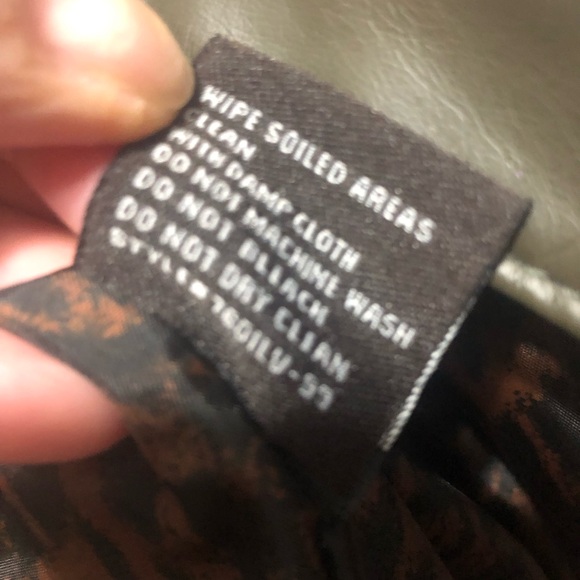 WIPE SOILED AREAS
CLEAN
WITH DAMP CLOTH
DO NOT MACHINE WASH
DO NOT BLEACH
DO NOT DRY CLEAN